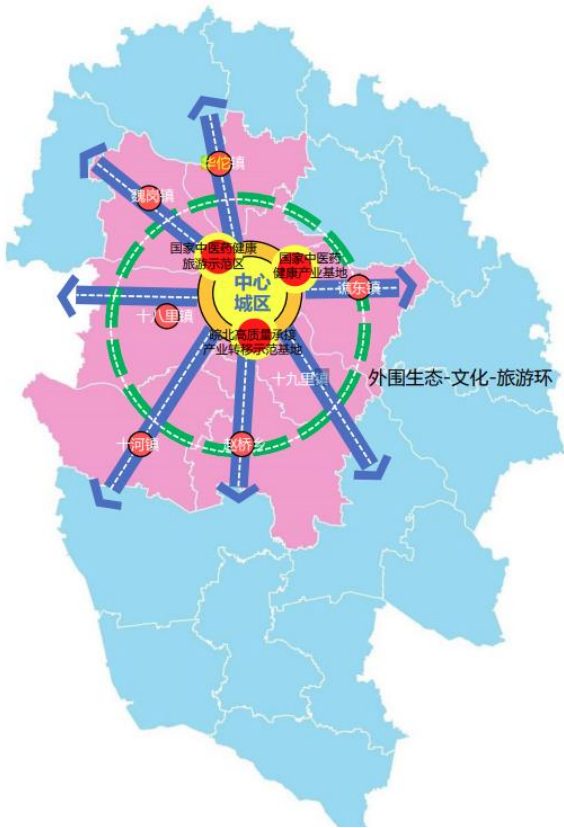 华佗镇
魏岗镇
国家中医药健康
旅游示范区
国家中医药
健康产业基地
中心
城区
谯东镇
十八里镇
皖北高质量承接
产业转移示范基地
十九里镇
外围生态-文化-旅游环
十河镇
赵桥乡